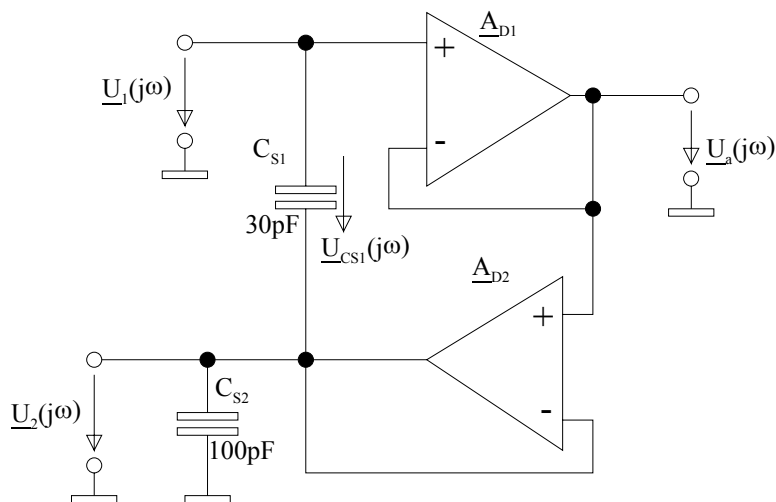 A_D1
+
U_1(jω)
-
U_a(jω)
C_S1
30pF
U_CS1(jω)
A_D2
+
C_S2
U_2(jω)
-
100pF